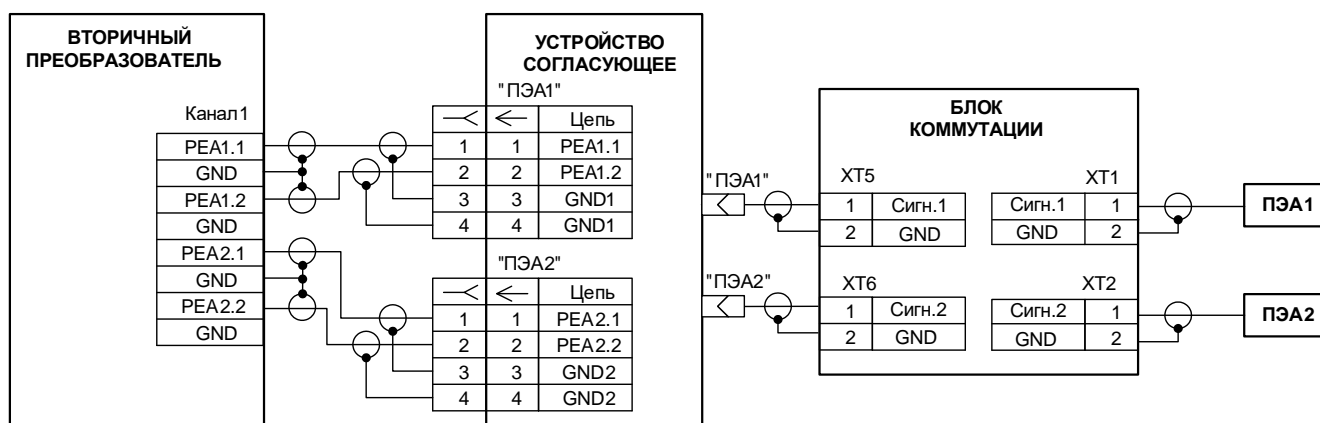 ВТОРИЧНЫЙ
ПРЕОБРАЗОВАТЕЛЬ
Канал1
PEA1.1
GND
PEA1.2
GND
PEA2.1
GND
PEA2.2
GND
УСТРОЙСТВО
СОГЛАСУЮЩЕЕ
"ПЭА1"
Цепь
1 1 PEA1.1
2 2 PEA1.2
3 3 GND1
4 4 GND1
"ПЭА2"
Цепь
1 1 PEA2.1
2 2 PEA2.2
3 3 GND2
4 4 GND2
"ПЭА1"
"ПЭА2"
БЛОК
КОММУТАЦИИ
XT5
1 Сигн.1
2 GND
XT1
Сигн.1 1
GND 2
XT6
1 Сигн.2
2 GND
XT2
Сигн.2 1
GND 2
ПЭА1
ПЭА2